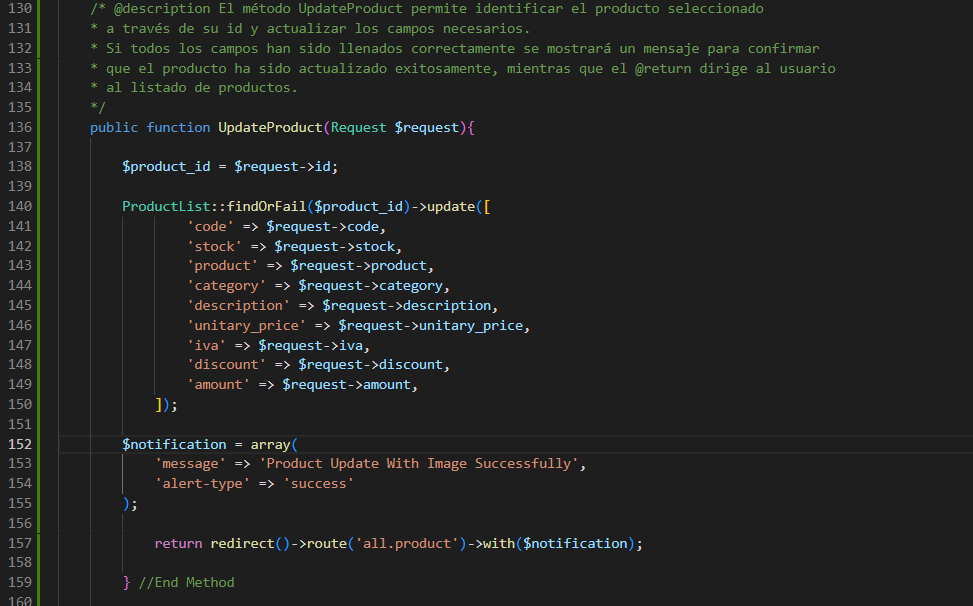 130 /* @description El método UpdateProduct permite identificar el producto seleccionado
131 * a través de su id y actualizar los campos necesarios.
132 * Si todos los campos han sido llenados correctamente se mostrará un mensaje para confirmar
133 * que el producto ha sido actualizado exitosamente, mientras que el @return dirige al usuario
134 * al listado de productos.
135 */
136 public function UpdateProduct(Request $request){
137
138 $product_id = $request->id;
139
140 ProductList::findOrFail($product_id)->update([
141 'code' => $request->code,
142 'stock' => $request->stock,
143 'product' => $request->product,
144 'category' => $request->category,
145 'description' => $request->description,
146 'unitary_price' => $request->unitary_price,
147 'iva' => $request->iva,
148 'discount' => $request->discount,
149 'amount' => $request->amount,
150 ]);
151
152 $notification = array(
153 'message' => 'Product Update With Image Successfully',
154 'alert-type' => 'success'
155 );
156
157 return redirect()->route('all.product')->with($notification);
158
159 } //End Method
160